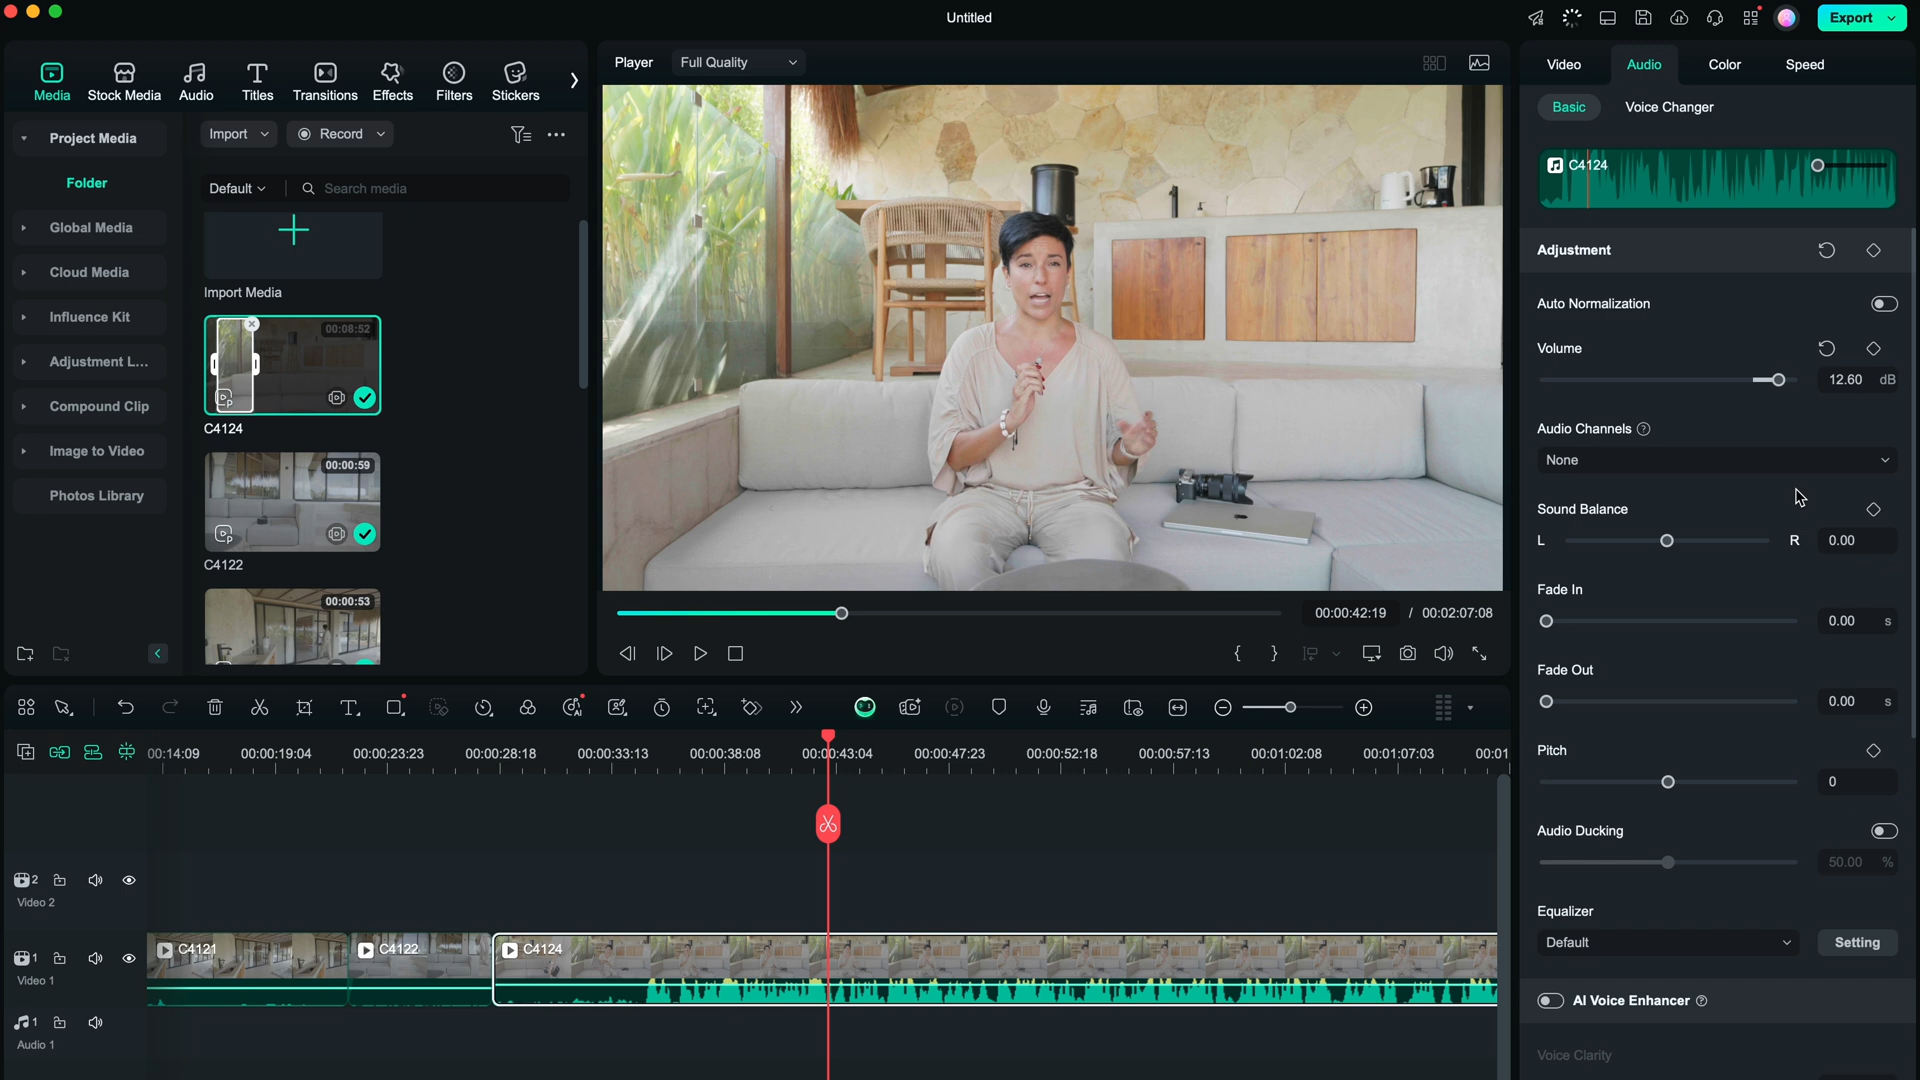 Untitled
Export
Media
Stock Media
Audio
Titles
Transitions
Effects
Filters
Stickers
Project Media
Folder
Global Media
Cloud Media
Influence Kit
Adjustment L...
Compound Clip
Image to Video
Photos Library
Import
Record
Default
Search media
Import Media
00:08:52
C4124
00:00:59
C4122
00:00:53
Player
Full Quality
00:00:42:19 / 00:02:07:08
Video
Audio
Color
Speed
Basic
Voice Changer
C4124
Adjustment
Auto Normalization
Volume
12.60 dB
Audio Channels
None
Sound Balance
L
R
0.00
Fade In
0.00 s
Fade Out
0.00 s
Pitch
0
Audio Ducking
50.00 %
Equalizer
Default
Setting
AI Voice Enhancer
Voice Clarity
00:14:09
00:00:19:04
00:00:23:23
00:00:28:18
00:00:33:13
00:00:38:08
00:00:43:04
00:00:47:23
00:00:52:18
00:00:57:13
00:01:02:08
00:01:07:03
00:01
2
Video 2
1
Video 1
C4121
C4122
C4124
1
Audio 1